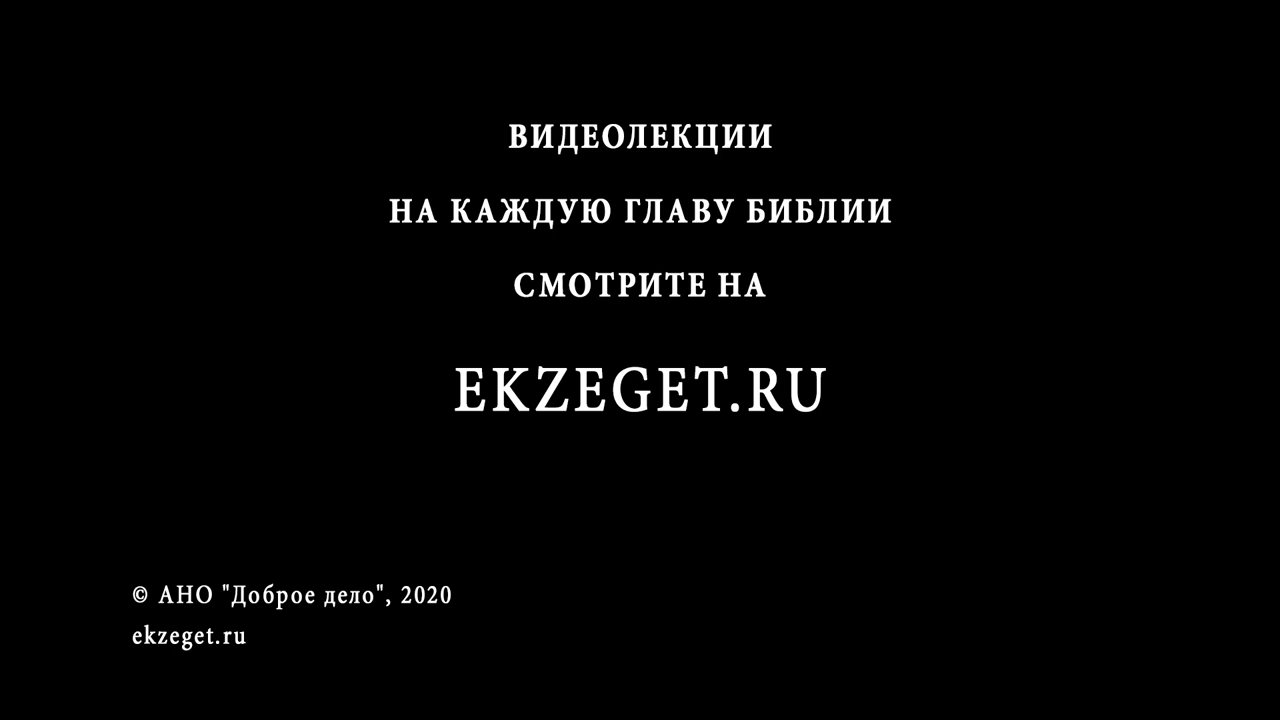 ВИДЕОЛЕКЦИИ
НА КАЖДУЮ ГЛАВУ БИБЛИИ
СМОТРИТЕ НА
EKZEGET.RU
© АНО "Доброе дело", 2020
ekzeget.ru